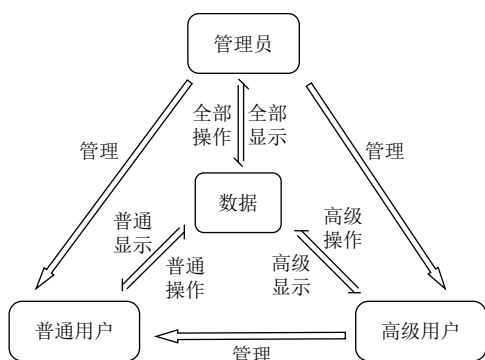 管理员
全部
操作
全部
显示
管理
管理
数据
普通
显示
高级
操作
普通
操作
高级
显示
普通用户
高级用户
管理